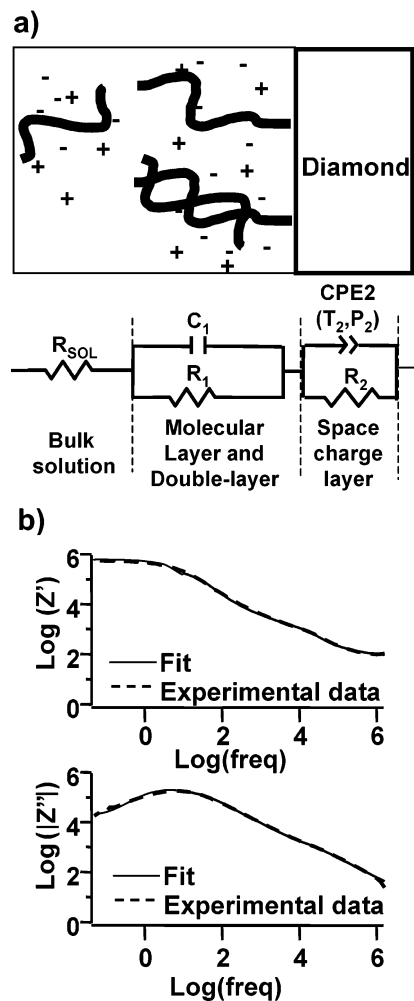 a)
Diamond
CPE2
(T2,P2)
C1
RSOL
R1
R2
Bulk
solution
Molecular
Layer and
Double-layer
Space
charge
layer
b)
6
4
2
0
Log (Z')
Fit
Experimental data
0 2 4 6
Log(freq)
6
4
2
0
Log (|Z"|)
Fit
Experimental data
0 2 4 6
Log(freq)